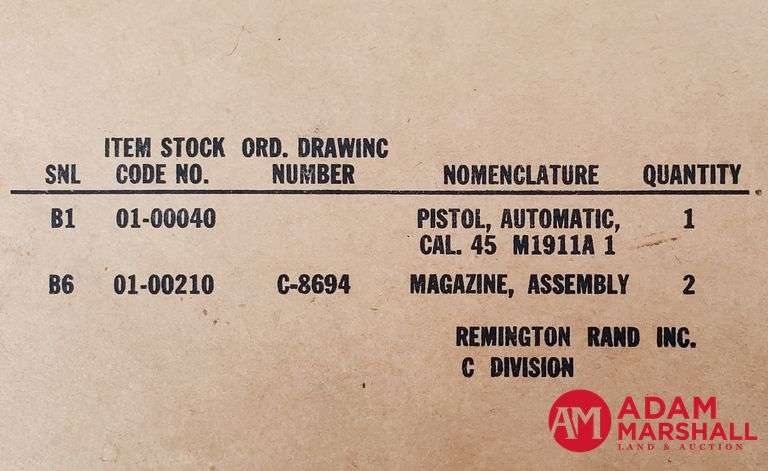 ITEM STOCK ORD. DRAWINC
SNL CODE NO. NUMBER NOMENCLATURE QUANTITY
B1 01-00040 PISTOL, AUTOMATIC, 1
CAL. 45 M1911A 1
B6 01-00210 C-8694 MAGAZINE, ASSEMBLY 2
REMINGTON RAND INC.
C DIVISION
AM ADAM
MARSHALL
LAND & AUCTION